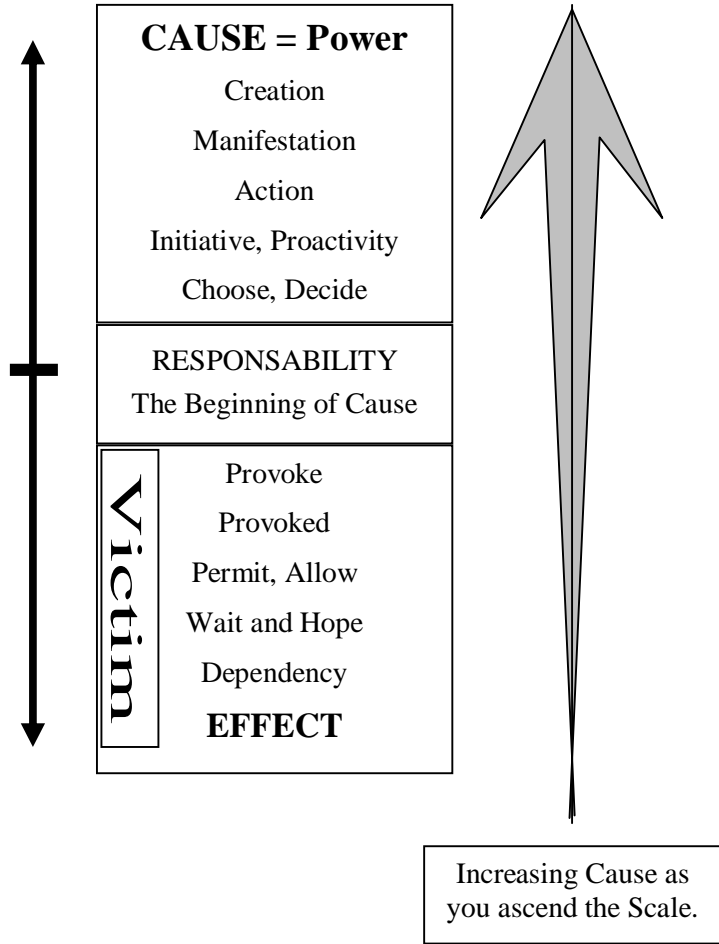 CAUSE = Power
Creation
Manifestation
Action
Initiative, Proactivity
Choose, Decide
RESPONSABILITY
The Beginning of Cause
Victim
Provoke
Provoked
Permit, Allow
Wait and Hope
Dependency
EFFECT
Increasing Cause as
you ascend the Scale.